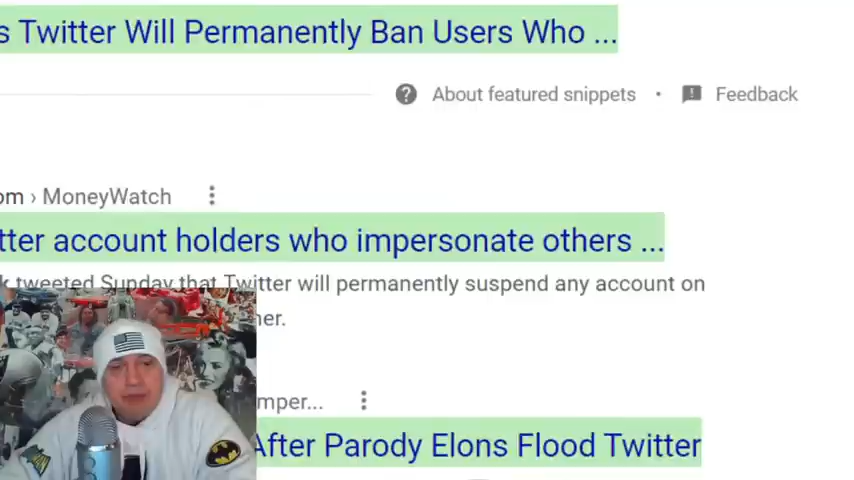 s Twitter Will Permanently Ban Users Who ...
About featured snippets • Feedback
om › MoneyWatch
tter account holders who impersonate others ...
k tweeted Sunday that Twitter will permanently suspend any account on
her.
mper...
After Parody Elons Flood Twitter